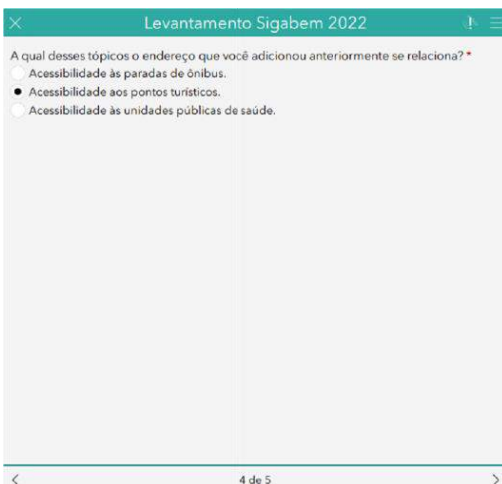 Levantamento Sigabem 2022
A qual desses tópicos o endereço que você adicionou anteriormente se relaciona? *
Acessibilidade às paradas de ônibus.
Acessibilidade aos pontos turísticos.
Acessibilidade às unidades públicas de saúde.
4 de 5